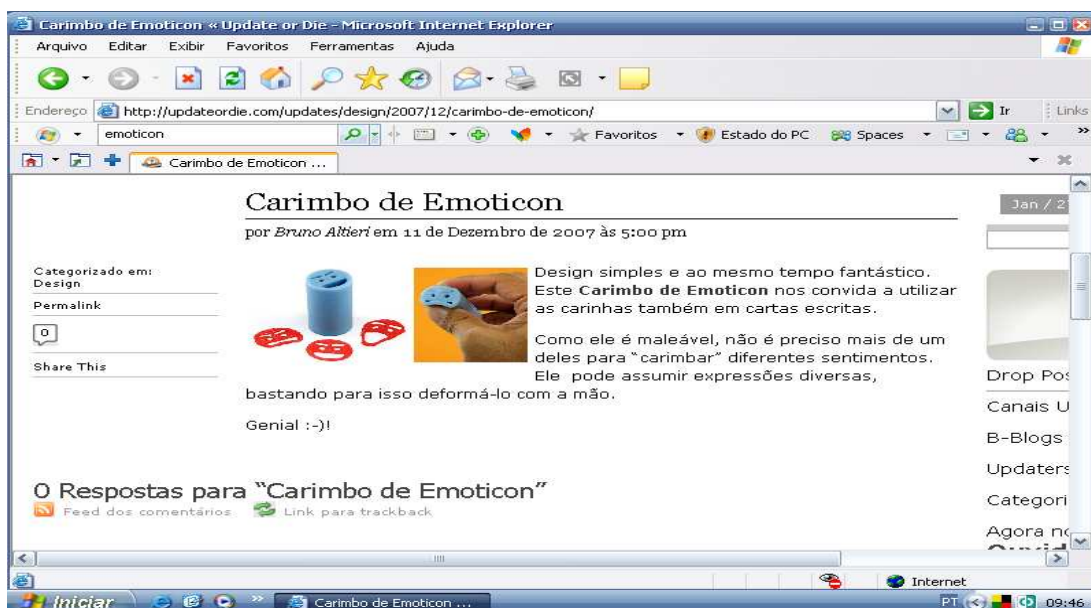 Carimbo de Emoticon « Update or Die - Microsoft Internet Explorer
Arquivo Editar Exibir Favoritos Ferramentas Ajuda
Endereço http://updateordie.com/updates/design/2007/12/carimbo-de-emoticon/ Ir Links
emoticon Favoritos Estado do PC Spaces »
Carimbo de Emoticon ...
Carimbo de Emoticon
por Bruno Altieri em 11 de Dezembro de 2007 às 5:00 pm
Categorizado em:
Design
Permalink
0
Share This
Design simples e ao mesmo tempo fantástico.
Este Carimbo de Emoticon nos convida a utilizar
as carinhas também em cartas escritas.
Como ele é maleável, não é preciso mais de um
deles para “carimbar” diferentes sentimentos.
Ele pode assumir expressões diversas,
bastando para isso deformá-lo com a mão.
Genial :-)!
0 Respostas para “Carimbo de Emoticon”
Feed dos comentários Link para trackback
Jan / 2
Drop Pos
Canais U
B-Blogs
Updaters
Categori
Agora no
Internet
Iniciar » Carimbo de Emoticon ... PT 09:46